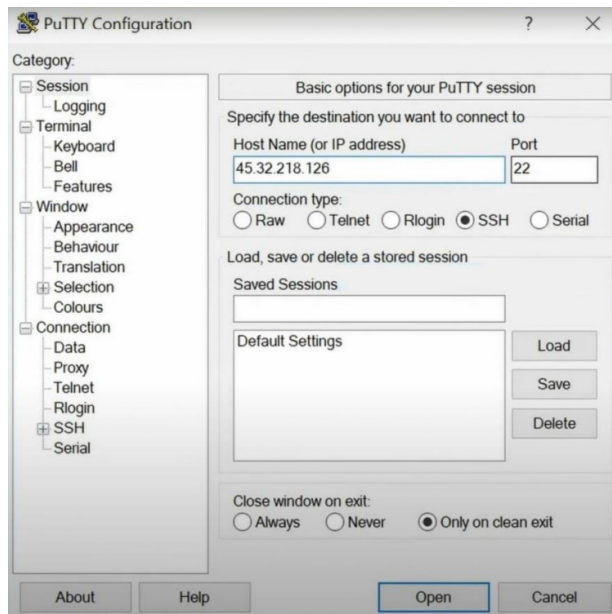 PuTTY Configuration
?
Category:
Session
Logging
Terminal
Keyboard
Bell
Features
Window
Appearance
Behaviour
Translation
Selection
Colours
Connection
Data
Proxy
Telnet
Rlogin
SSH
Serial
Basic options for your PuTTY session
Specify the destination you want to connect to
Host Name (or IP address) Port
45.32.218.126 22
Connection type:
Raw Telnet Rlogin SSH Serial
Load, save or delete a stored session
Saved Sessions
Default Settings
Load
Save
Delete
Close window on exit:
Always Never Only on clean exit
About Help Open Cancel